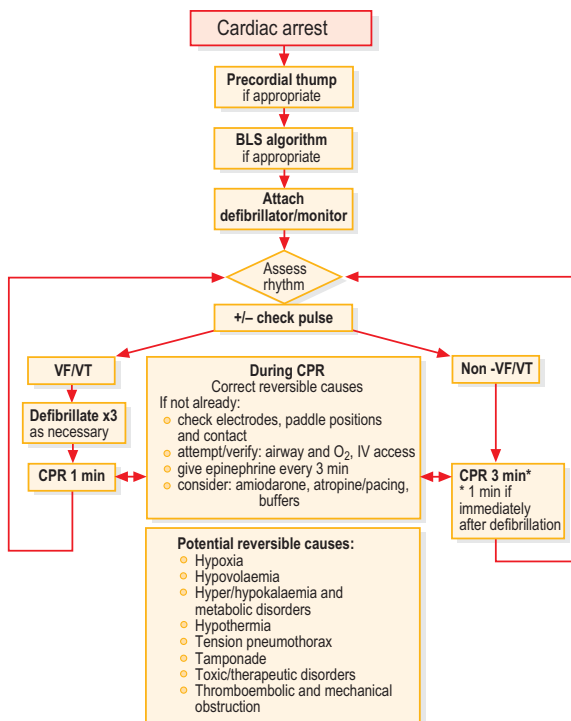 Cardiac arrest
Precordial thump
if appropriate
BLS algorithm
if appropriate
Attach
defibrillator/monitor
Assess
rhythm
+/– check pulse
VF/VT
Defibrillate x3
as necessary
CPR 1 min
During CPR
Correct reversible causes
If not already:
check electrodes, paddle positions
and contact
attempt/verify: airway and O₂, IV access
give epinephrine every 3 min
consider: amiodarone, atropine/pacing,
buffers
Non -VF/VT
CPR 3 min*
* 1 min if
immediately
after defibrillation
Potential reversible causes:
Hypoxia
Hypovolaemia
Hyper/hypokalaemia and
metabolic disorders
Hypothermia
Tension pneumothorax
Tamponade
Toxic/therapeutic disorders
Thromboembolic and mechanical
obstruction